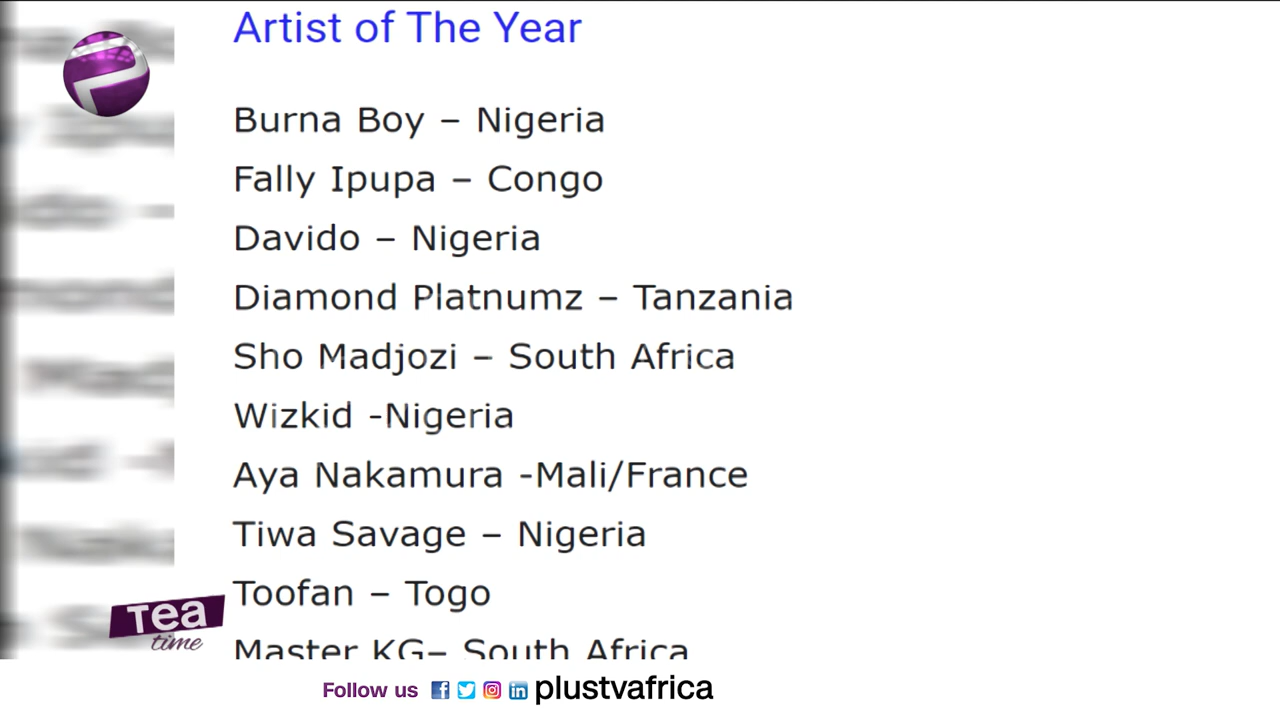 Artist of The Year
Burna Boy – Nigeria
Fally Ipupa – Congo
Davido – Nigeria
Diamond Platnumz – Tanzania
Sho Madjozi – South Africa
Wizkid -Nigeria
Aya Nakamura -Mali/France
Tiwa Savage – Nigeria
Toofan – Togo
Master KG– South Africa
Tea
time
Follow us plustvafrica